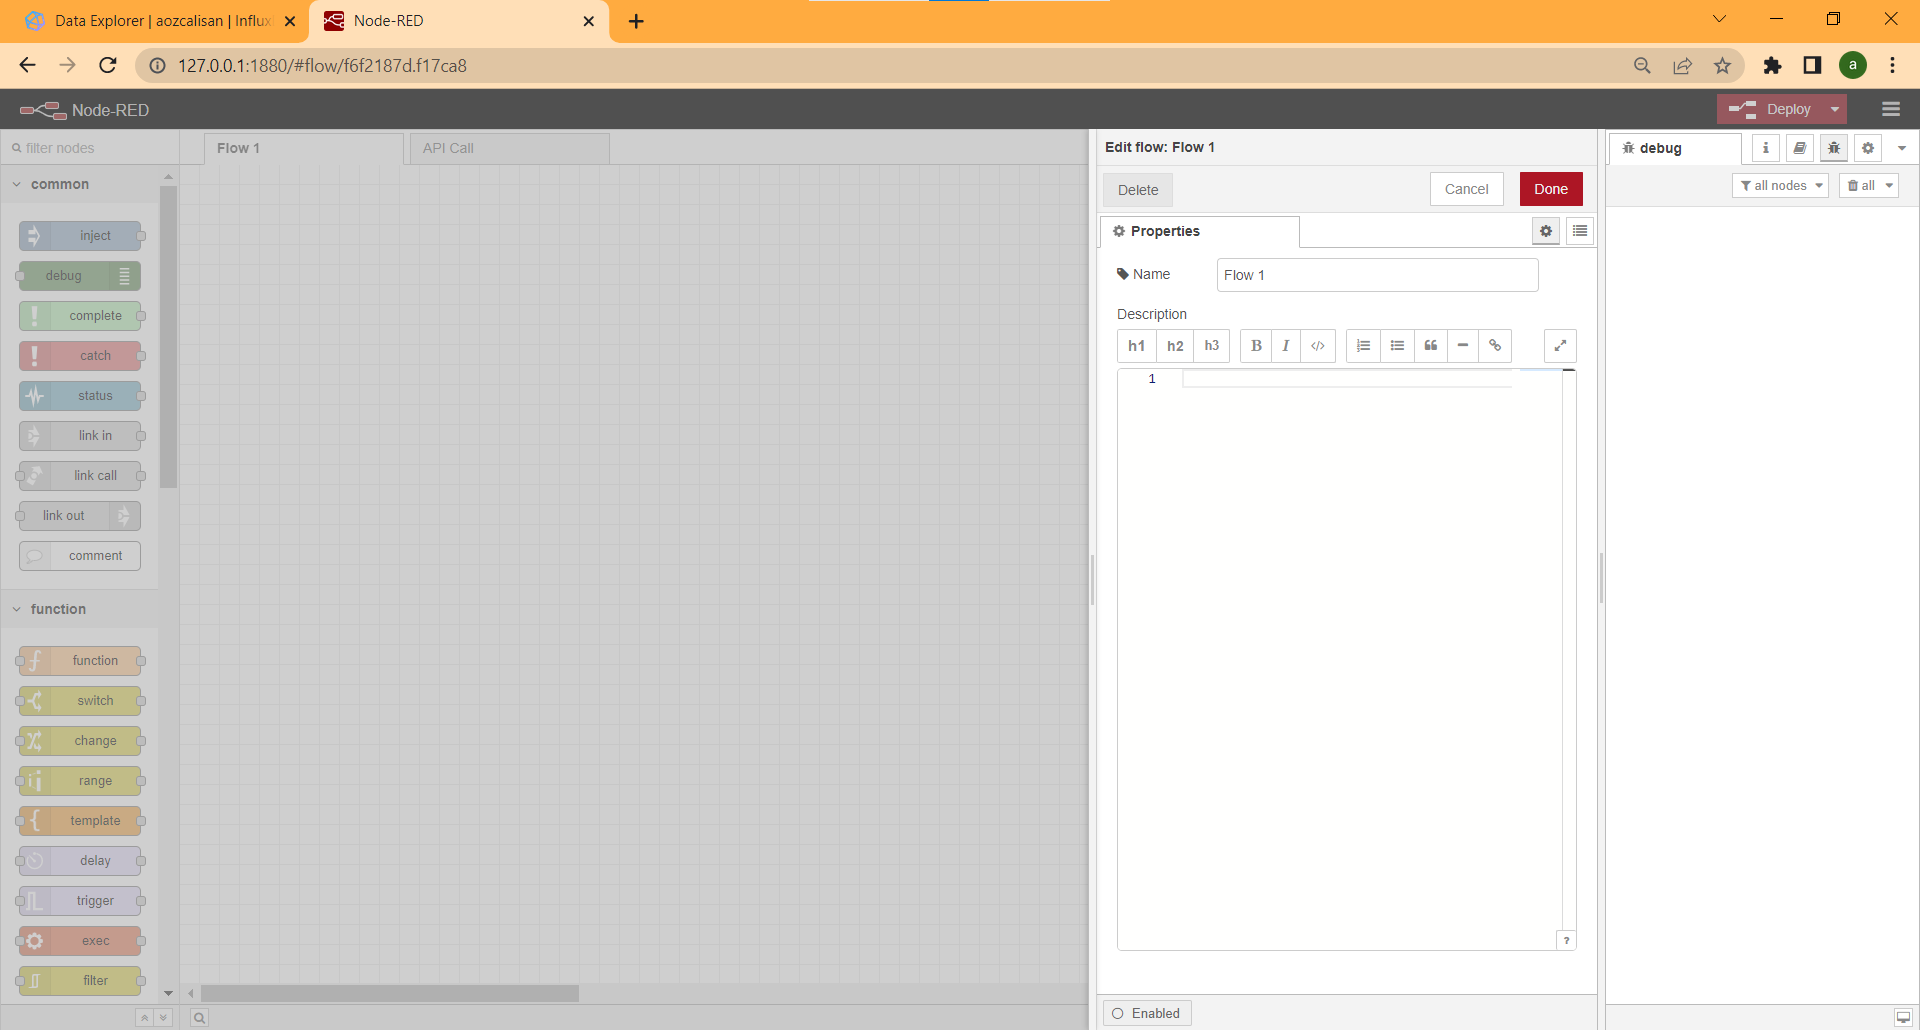 Data Explorer | aozcalisan | Influx
Node-RED
127.0.0.1:1880/#flow/f6f2187d.f17ca8
a
Node-RED
Deploy
filter nodes
Flow 1
API Call
common
inject
debug
complete
catch
status
link in
link call
link out
comment
function
function
switch
change
range
template
delay
trigger
exec
filter
Edit flow: Flow 1
Delete
Cancel
Done
Properties
Name
Flow 1
Description
h1 h2 h3 B I </>
1
?
Enabled
debug
i
all nodes
all